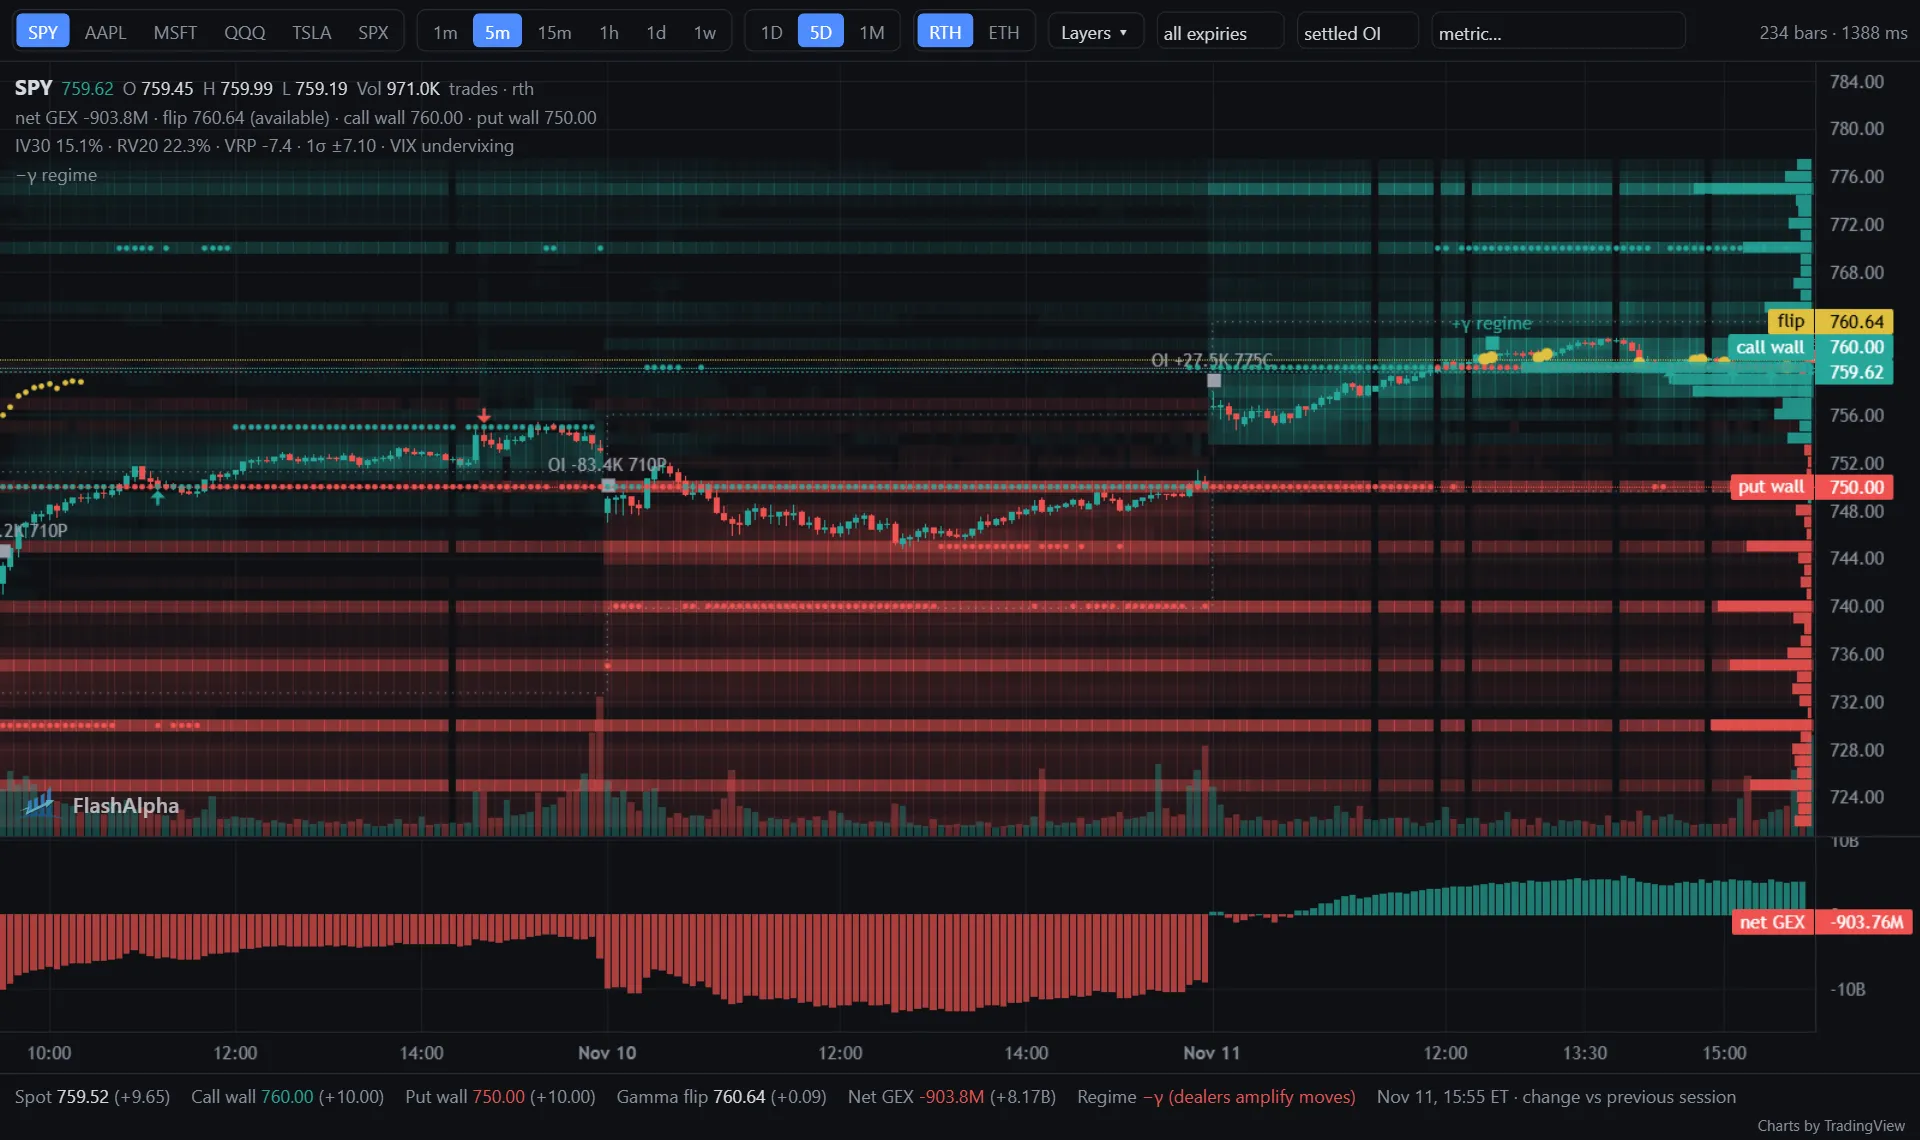 SPY AAPL MSFT QQQ TSLA SPX 1m 5m 15m 1h 1d 1w 1D 5D 1M RTH ETH Layers ▾ all expiries settled OI metric... 234 bars · 1388 ms
SPY 759.62 O 759.45 H 759.99 L 759.19 Vol 971.0K trades · rth
net GEX -903.8M · flip 760.64 (available) · call wall 760.00 · put wall 750.00
IV30 15.1% · RV20 22.3% · VRP -7.4 · 1σ ±7.10 · VIX undervixing
−γ regime
784.00
780.00
776.00
772.00
768.00
+γ regime
flip 760.64
call wall 760.00
759.62
OI +27.5K 775C
756.00
752.00
OI -83.4K 710P
put wall 750.00
748.00
.2K 710P
744.00
740.00
736.00
732.00
728.00
724.00
FlashAlpha
10B
net GEX -903.76M
-10B
10:00 12:00 14:00 Nov 10 12:00 14:00 Nov 11 12:00 13:30 15:00
Spot 759.52 (+9.65) Call wall 760.00 (+10.00) Put wall 750.00 (+10.00) Gamma flip 760.64 (+0.09) Net GEX -903.8M (+8.17B) Regime −γ (dealers amplify moves) Nov 11, 15:55 ET · change vs previous session
Charts by TradingView